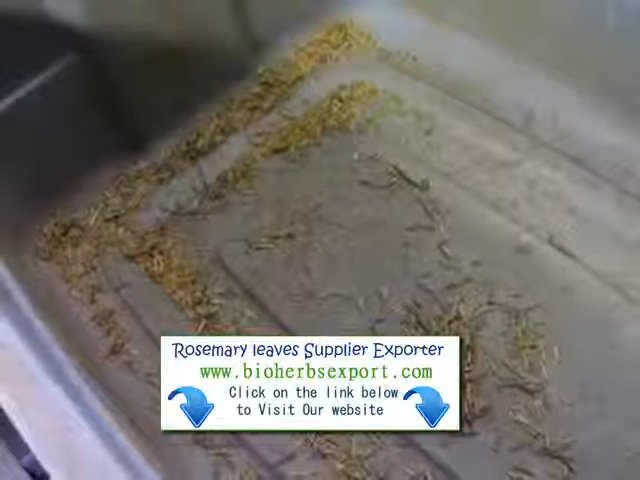 Rosemary leaves Supplier Exporter
www.bioherbsexport.com
Click on the link below
to Visit Our website